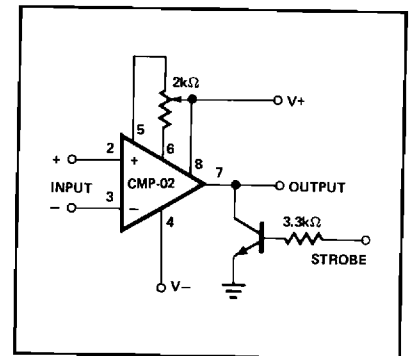 2kΩ
V+
5
6
8
2
+
+
CMP-02
7
OUTPUT
INPUT
3
−
−
4
3.3kΩ
STROBE
V−